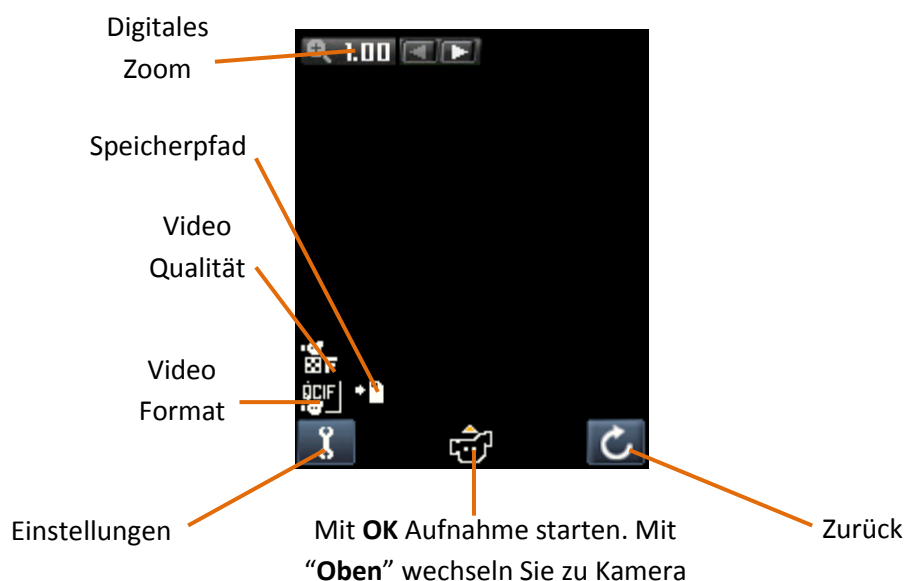 Digitales
Zoom
1.00
Speicherpfad
Video
Qualität
Video
Format
QCIF
Einstellungen
Mit OK Aufnahme starten. Mit
“Oben” wechseln Sie zu Kamera
Zurück